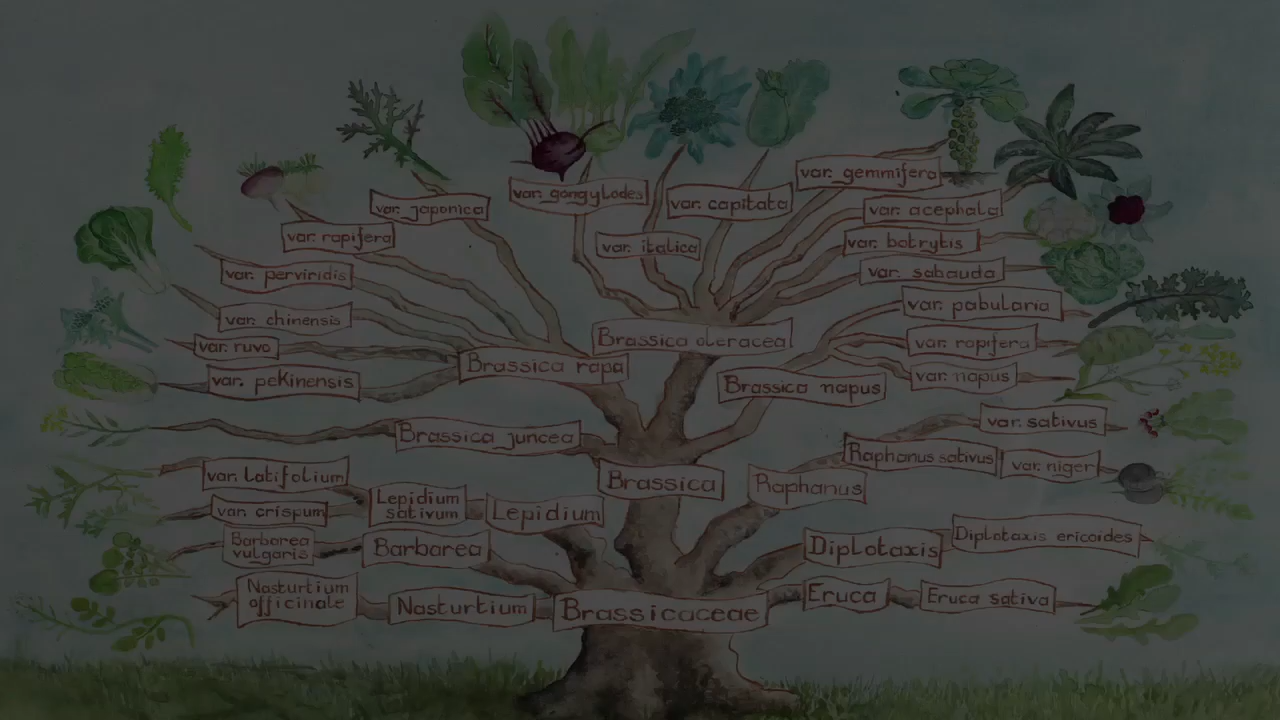 var. gemmifera
var. gongylodes
var. capitata
var. japonica
var. acephala
var. rapifera
var. italica
var. botrytis
var. perviridis
var. sabauda
var. pabularia
var. chinensis
Brassica oleracea
var. rapifera
var. ruvo
Brassica rapa
var. napus
var. pekinensis
Brassica napus
var. sativus
Brassica juncea
Raphanus sativus
var. niger
var. latifolium
Brassica
Raphanus
Lepidium
sativum
Lepidium
var. crispum
Barbarea
vulgaris
Barbarea
Diplotaxis
Diplotaxis ericoides
Nasturtium
officinale
Nasturtium
Brassicaceae
Eruca
Eruca sativa